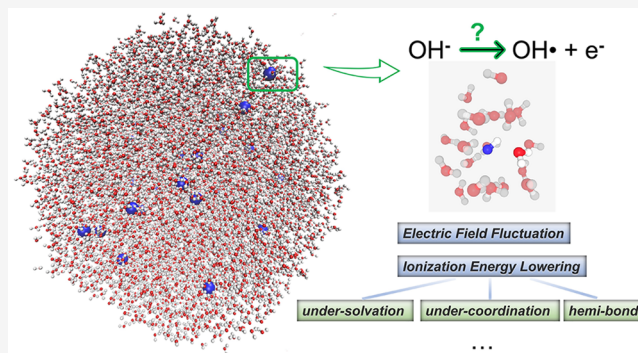 ?
OH- OH• + e-
Electric Field Fluctuation
Ionization Energy Lowering
under-solvation under-coordination hemi-bond
...